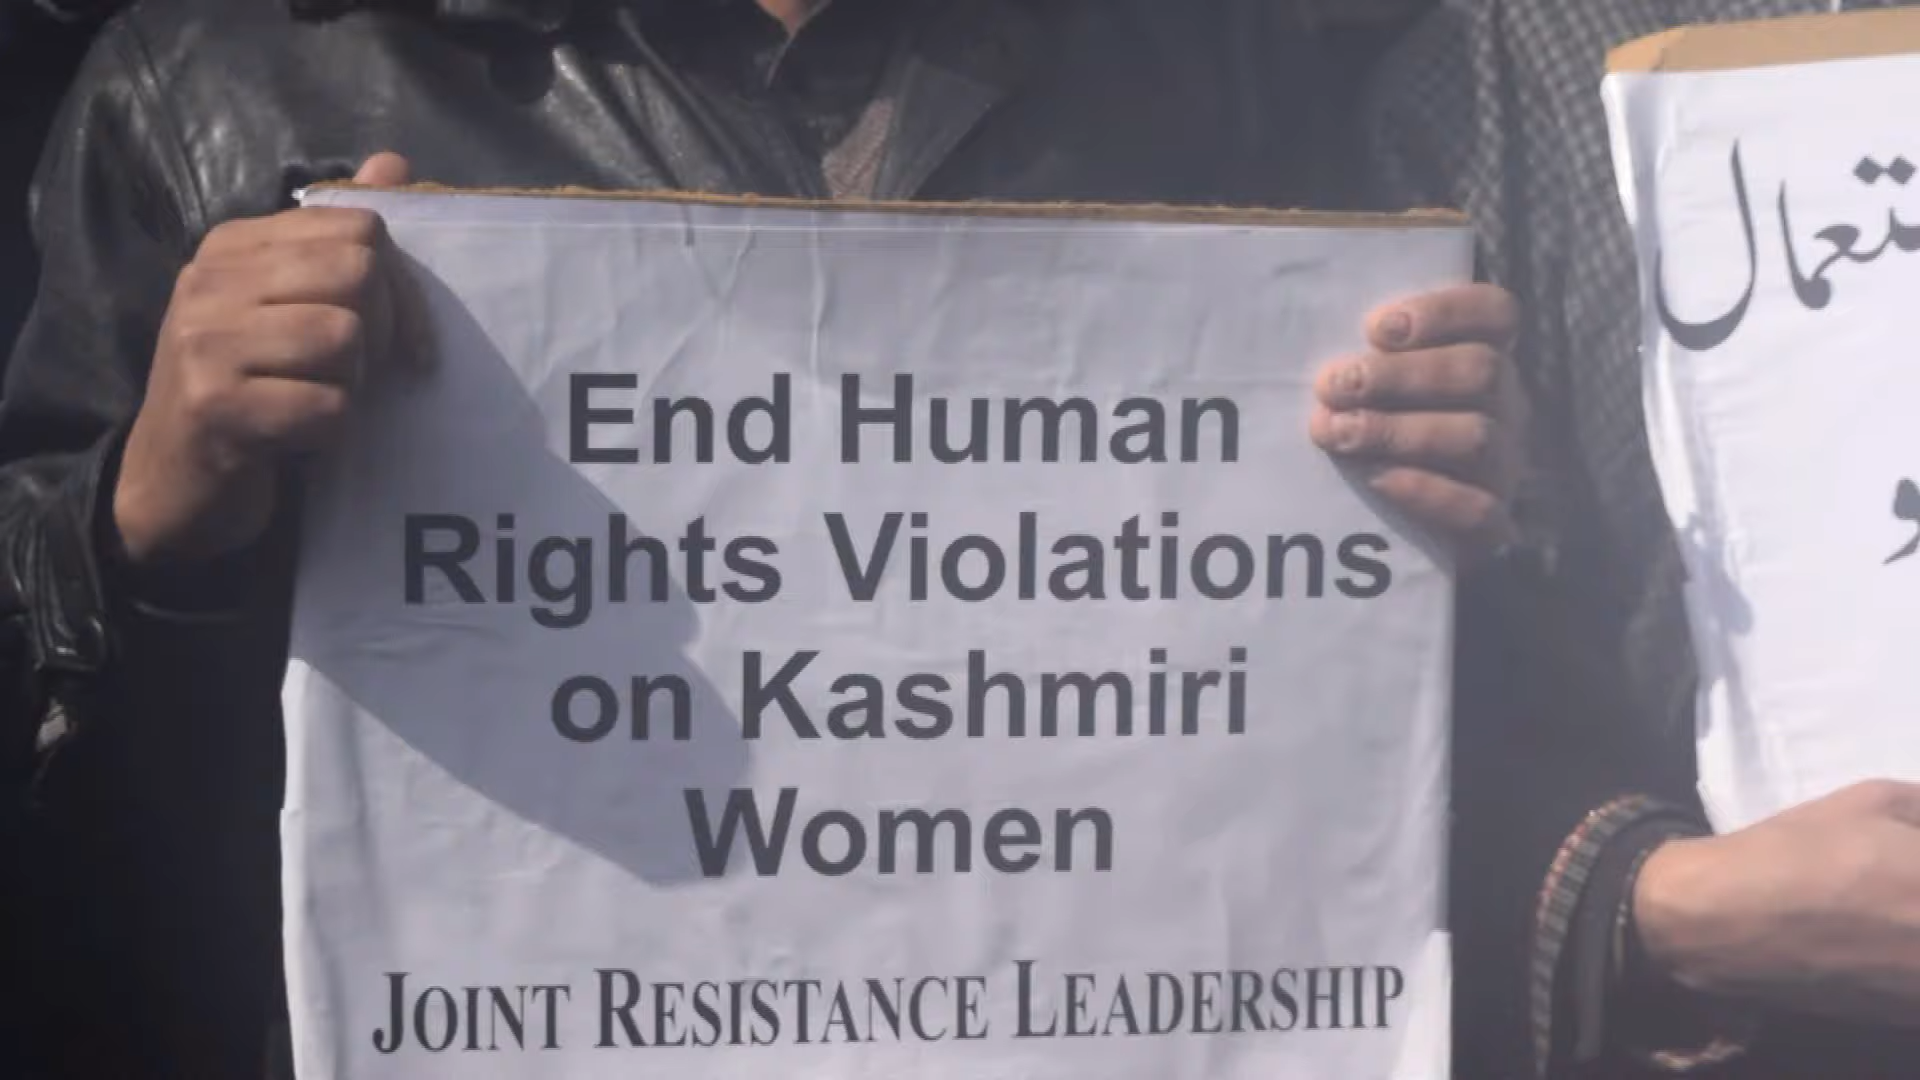 End Human
Rights Violations
on Kashmiri
Women
JOINT RESISTANCE LEADERSHIP